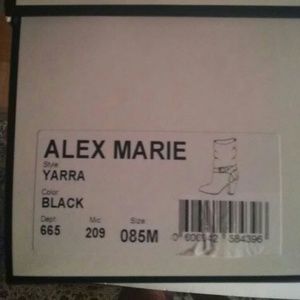 ALEX MARIE
Style
YARRA
Color
BLACK
Dept Mic Size
665 209 085M